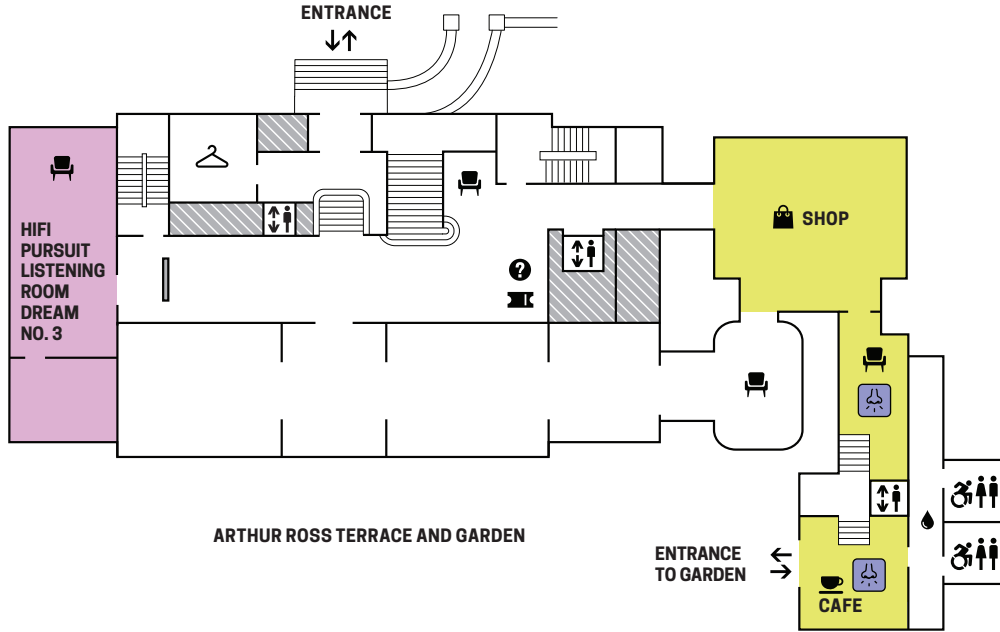 ENTRANCE
HIFI
PURSUIT
LISTENING
ROOM
DREAM
NO. 3
SHOP
?
ARTHUR ROSS TERRACE AND GARDEN
ENTRANCE
TO GARDEN
CAFE